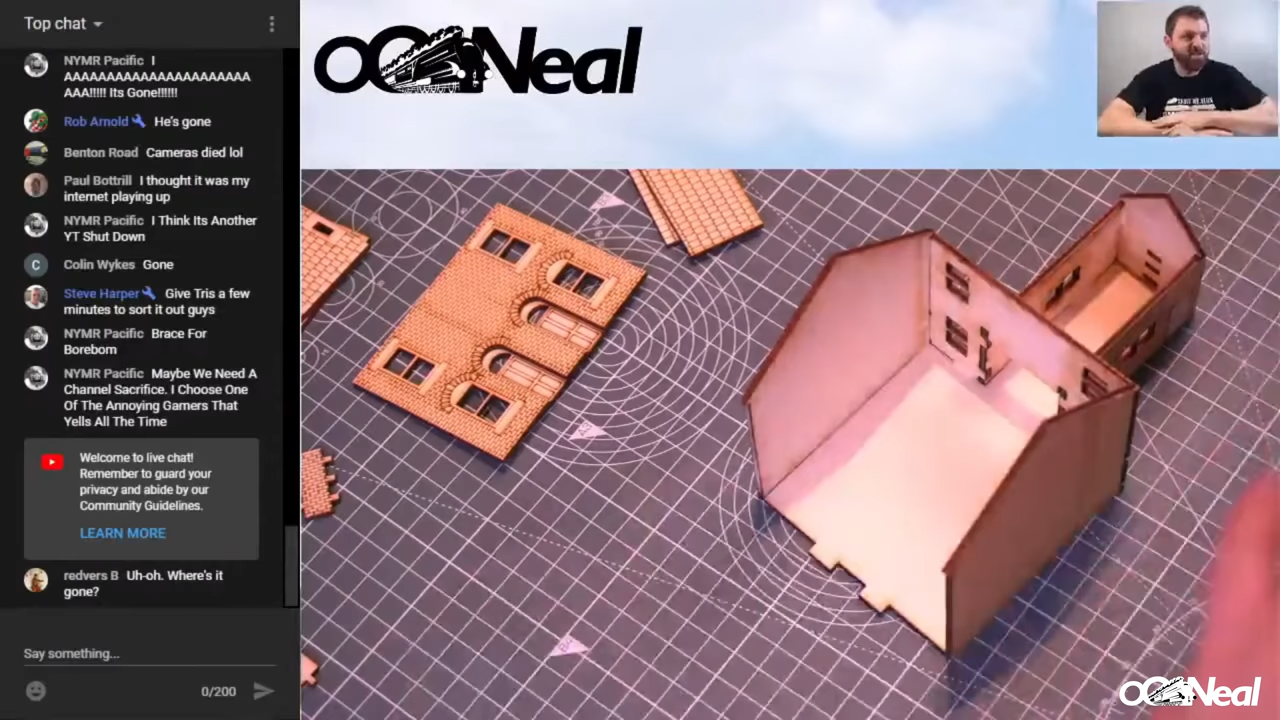 Top chat
NYMR Pacific I
AAAAAAAAAAAAAAAAAAAAAAA
AAA!!!!! Its Gone!!!!!!
Rob Arnold He's gone
Benton Road Cameras died lol
Paul Bottrill I thought it was my
internet playing up
NYMR Pacific I Think Its Another
YT Shut Down
C Colin Wykes Gone
Steve Harper Give Tris a few
minutes to sort it out guys
NYMR Pacific Brace For
Boreborn
NYMR Pacific Maybe We Need A
Channel Sacrifice. I Choose One
Of The Annoying Gamers That
Yells All The Time
Welcome to live chat!
Remember to guard your
privacy and abide by our
Community Guidelines.
LEARN MORE
redvers B Uh-oh. Where's it
gone?
Say something...
0/200
Neal
Neal